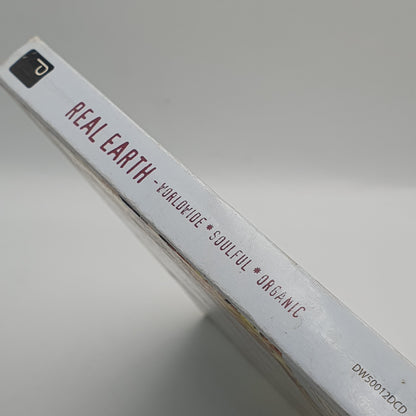 REAL EARTH - WORLDWIDE * SOULFUL * ORGANIC
DW50012DCD